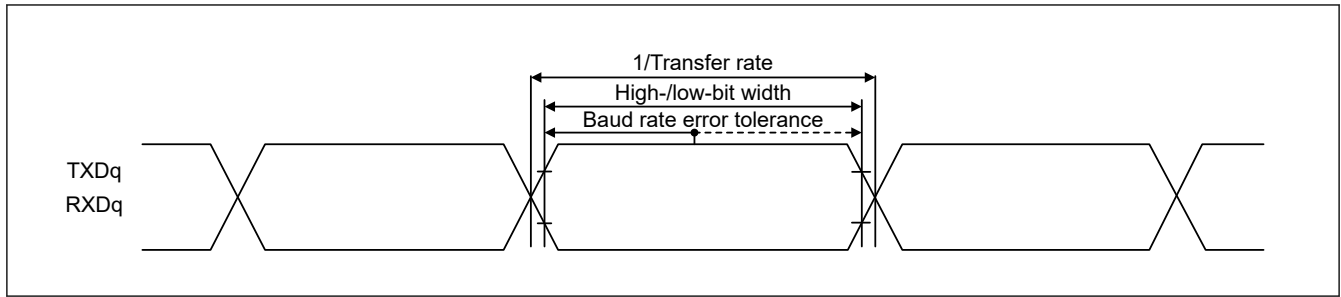 1/Transfer rate
High-/low-bit width
Baud rate error tolerance
TXDq
RXDq